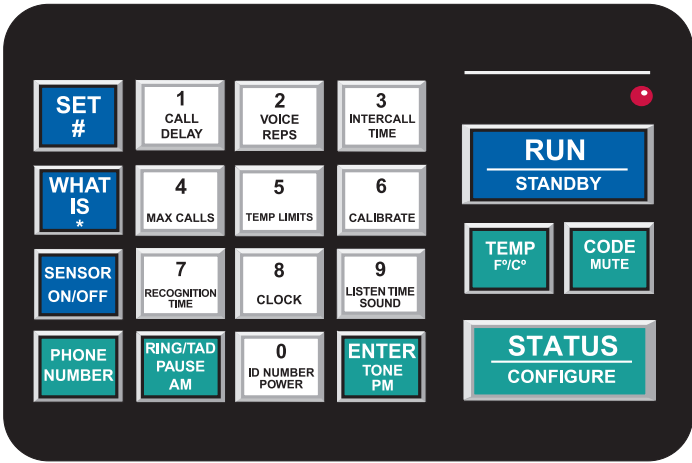 SET
#
1
CALL
DELAY
2
VOICE
REPS
3
INTERCALL
TIME
RUN
STANDBY
WHAT
IS
*
4
MAX CALLS
5
TEMP LIMITS
6
CALIBRATE
TEMP
F°/C°
CODE
MUTE
SENSOR
ON/OFF
7
RECOGNITION
TIME
8
CLOCK
9
LISTEN TIME
SOUND
PHONE
NUMBER
RING/TAD
PAUSE
AM
0
ID NUMBER
POWER
ENTER
TONE
PM
STATUS
CONFIGURE